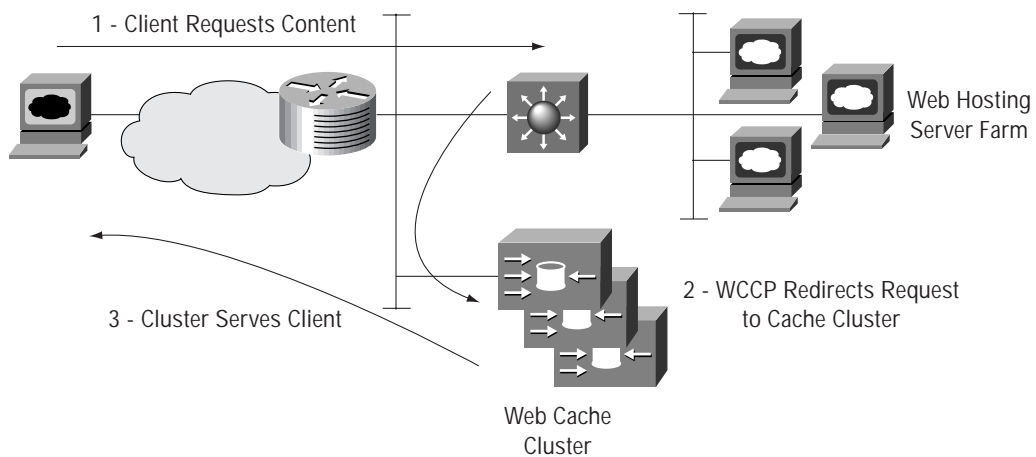 1 - Client Requests Content
Web Hosting
Server Farm
2 - WCCP Redirects Request
to Cache Cluster
3 - Cluster Serves Client
Web Cache
Cluster